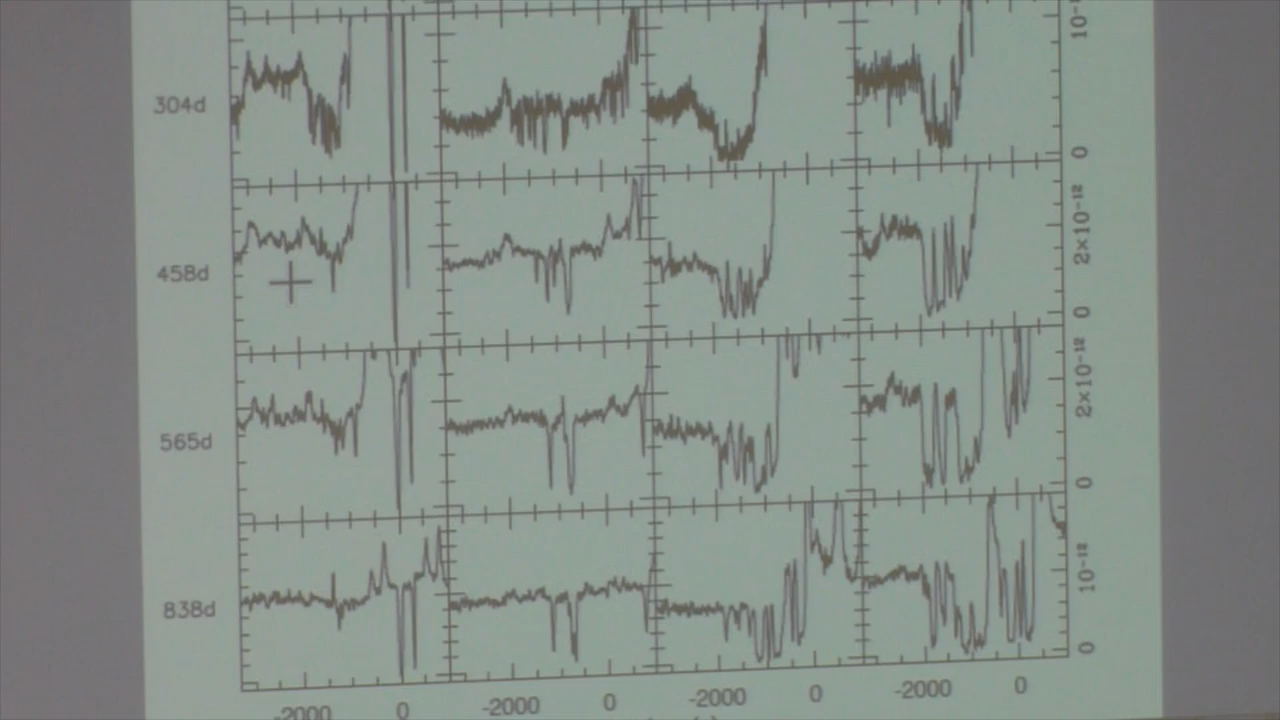 10⁻
304d
0
2×10⁻¹²
458d
0
2×10⁻¹²
565d
0
10⁻¹²
838d
0
-2000 0 -2000 0 -2000 0 -2000 0